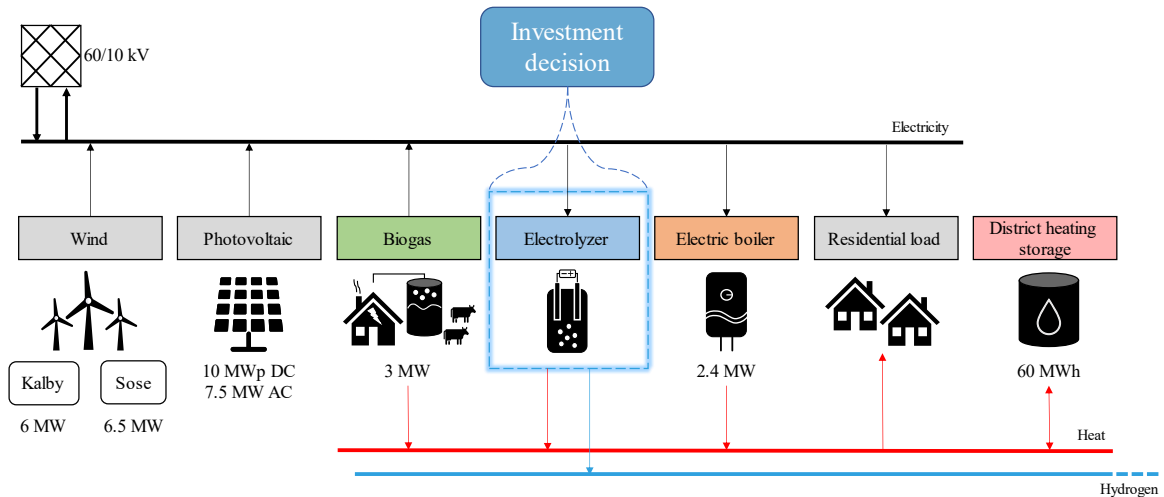 Investment
decision
60/10 kV
Electricity
Wind
Photovoltaic
Biogas
Electrolyzer
Electric boiler
Residential load
District heating
storage
Kalby
Sose
6 MW
6.5 MW
10 MWp DC
7.5 MW AC
3 MW
2.4 MW
60 MWh
Heat
Hydrogen